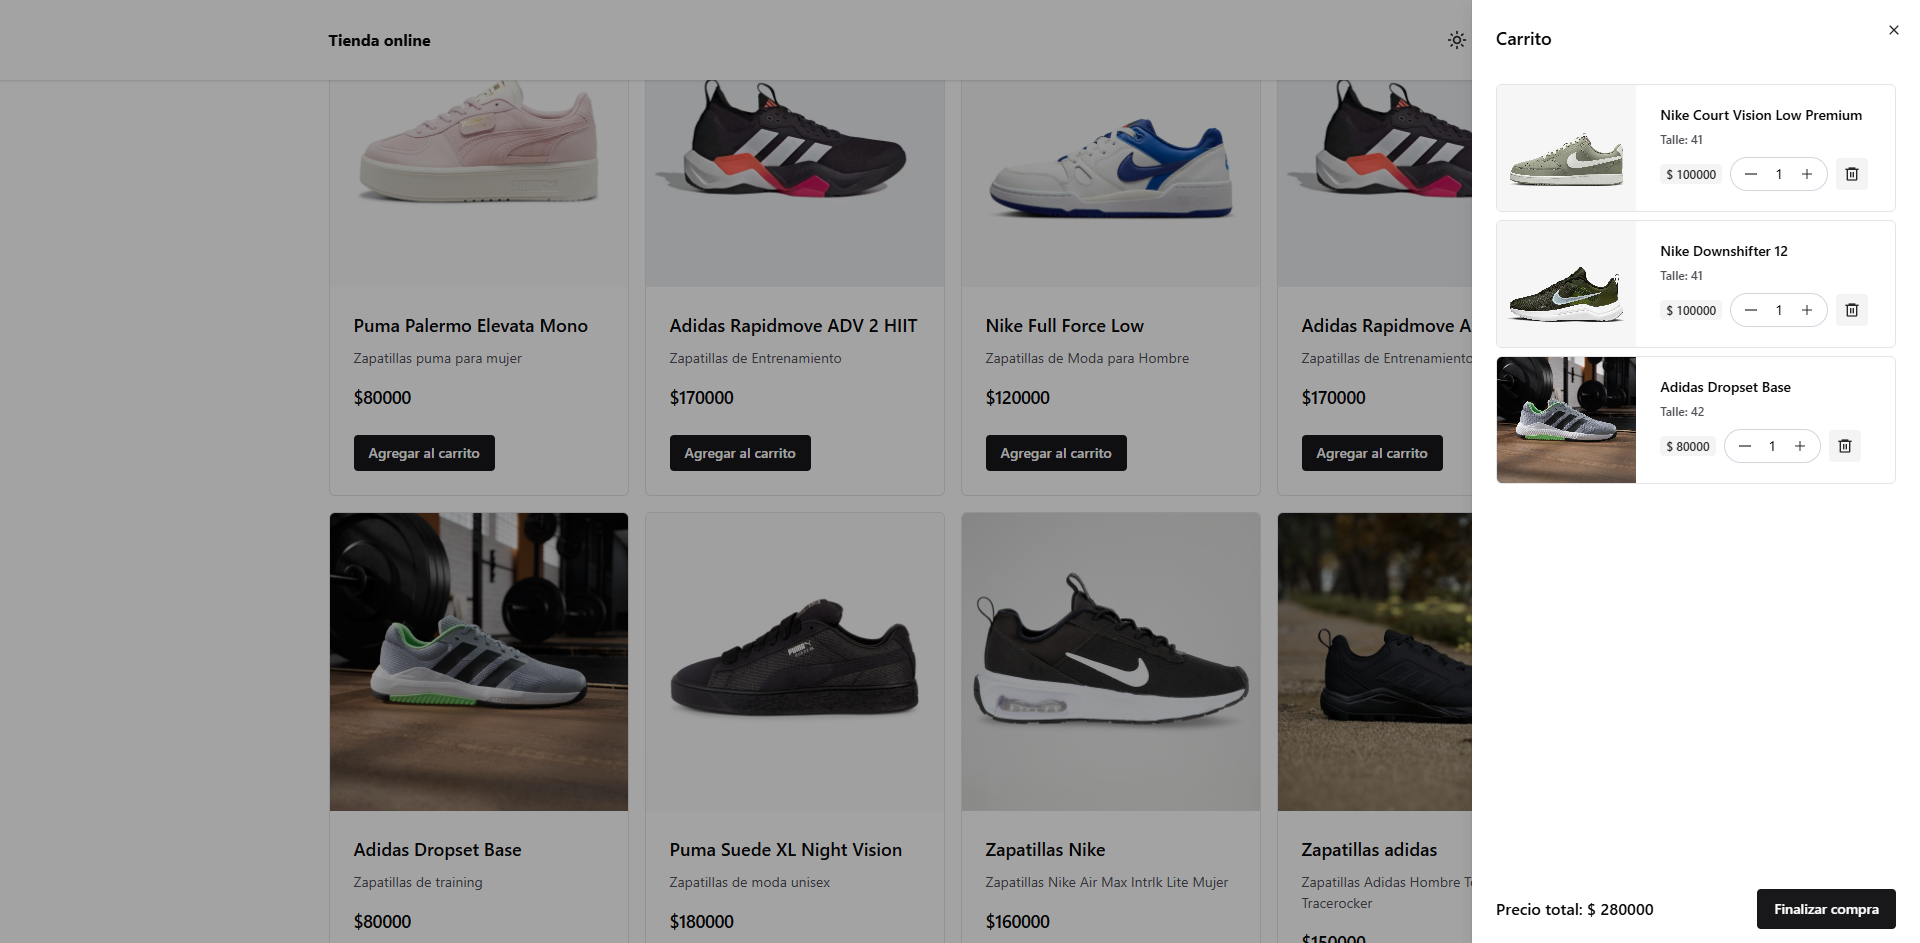 Tienda online
Puma Palermo Elevata Mono
Zapatillas puma para mujer
$80000
Agregar al carrito
Adidas Rapidmove ADV 2 HIIT
Zapatillas de Entrenamiento
$170000
Agregar al carrito
Nike Full Force Low
Zapatillas de Moda para Hombre
$120000
Agregar al carrito
Adidas Rapidmove A
Zapatillas de Entrenamiento
$170000
Agregar al carrito
Adidas Dropset Base
Zapatillas de training
$80000
Puma Suede XL Night Vision
Zapatillas de moda unisex
$180000
Zapatillas Nike
Zapatillas Nike Air Max Intrlk Lite Mujer
$160000
Zapatillas adidas
Zapatillas Adidas Hombre Te
Tracerocker
$150000
Carrito
Nike Court Vision Low Premium
Talle: 41
$ 100000
1
Nike Downshifter 12
Talle: 41
$ 100000
1
Adidas Dropset Base
Talle: 42
$ 80000
1
Precio total: $ 280000
Finalizar compra